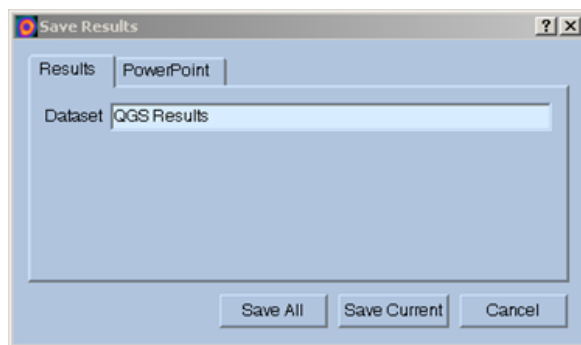 Save Results
Results PowerPoint
Dataset QGS Results
Save All Save Current Cancel